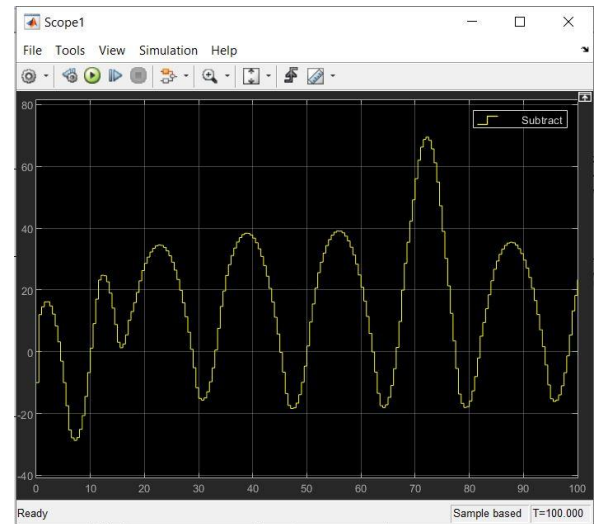 Scope1
File Tools View Simulation Help
Subtract
80
60
40
20
0
-20
-40
0 10 20 30 40 50 60 70 80 90 100
Ready Sample based T=100.000